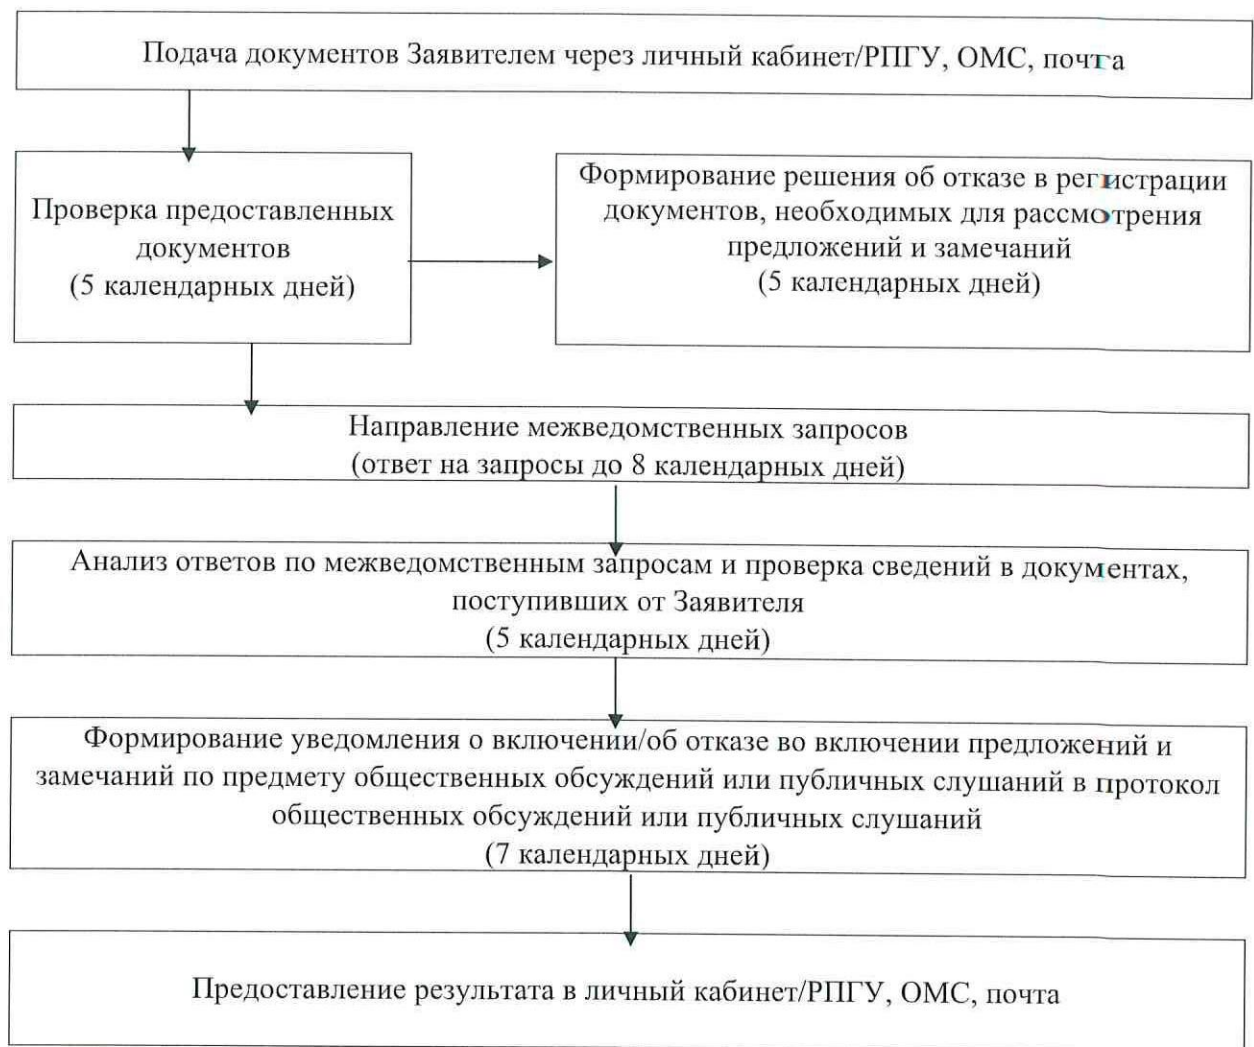 Подача документов Заявителем через личный кабинет/РПГУ, ОМС, почта
Проверка предоставленных
документов
(5 календарных дней)
Формирование решения об отказе в регистрации
документов, необходимых для рассмотрения
предложений и замечаний
(5 календарных дней)
Направление межведомственных запросов
(ответ на запросы до 8 календарных дней)
Анализ ответов по межведомственным запросам и проверка сведений в документах,
поступивших от Заявителя
(5 календарных дней)
Формирование уведомления о включении/об отказе во включении предложений и
замечаний по предмету общественных обсуждений или публичных слушаний в протокол
общественных обсуждений или публичных слушаний
(7 календарных дней)
Предоставление результата в личный кабинет/РПГУ, ОМС, почта